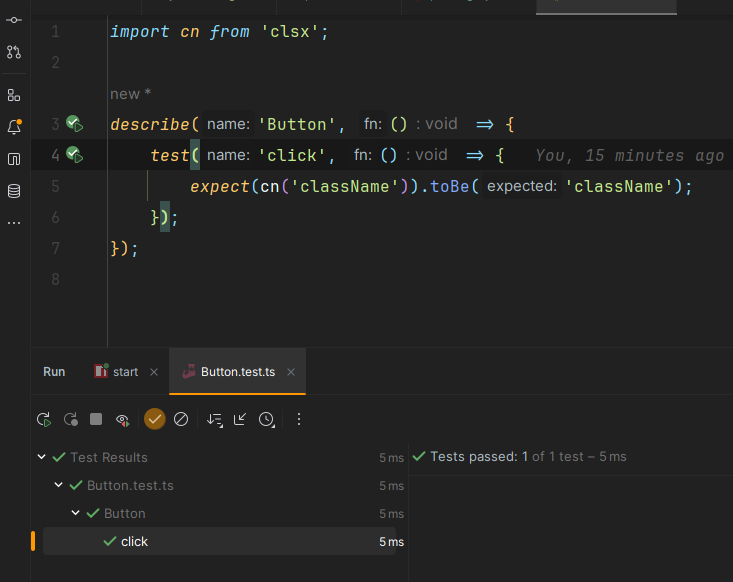 1 import cn from 'clsx';
2
new *
3 describe( name: 'Button', fn: () : void => {
4 test( name: 'click', fn: () : void => { You, 15 minutes ago
5 expect(cn('className')).toBe( expected: 'className');
6 });
7 });
8
Run start × Button.test.ts ×
Test Results 5 ms
Tests passed: 1 of 1 test – 5 ms
Button.test.ts 5 ms
Button 5 ms
click 5 ms